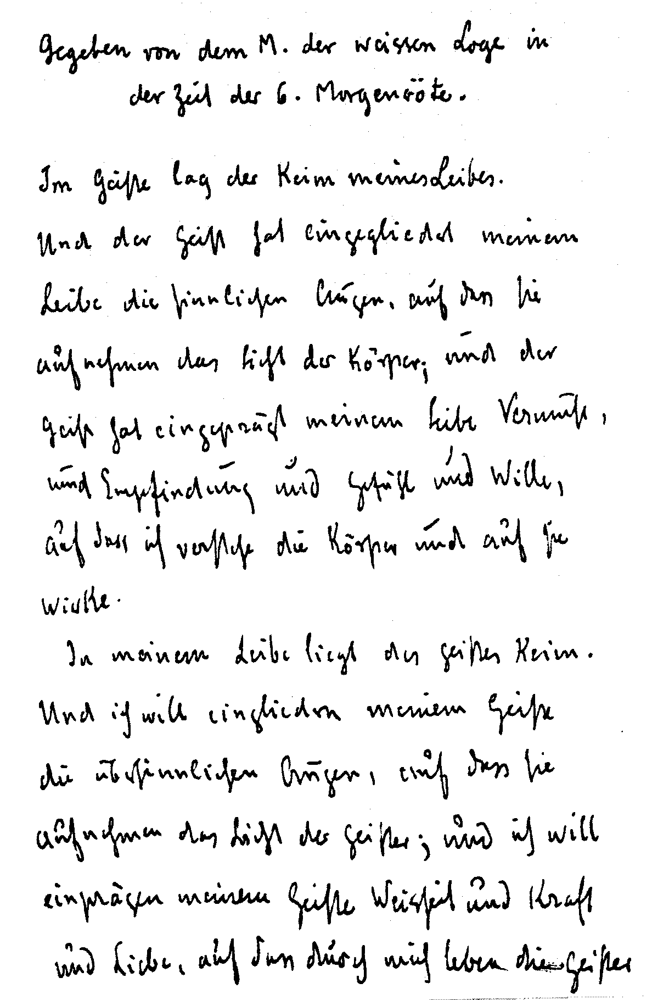 Gegeben von dem M. der weissen Loge in
der Zeit der 6. Morgenröte.
Im Geiste lag der Keim meines Leibes.
Und der Geist hat eingegliedert meinem
Leibe die sinnlichen Augen, auf dass sie
aufnehmen das Licht der Körper; und der
Geist hat eingeprägt meinem Leibe Vernunft,
und Empfindung und Gefühl und Wille,
auf dass ich verstehe die Körper und auf sie
wirke.
In meinem Leibe liegt des Geistes Keim.
Und ich will eingliedern meinem Geiste
die übersinnlichen Augen, auf dass sie
aufnehmen das Licht der Geister; und ich will
einprägen meinem Geiste Weisheit und Kraft
und Liebe, auf dass durch mich leben die Geister